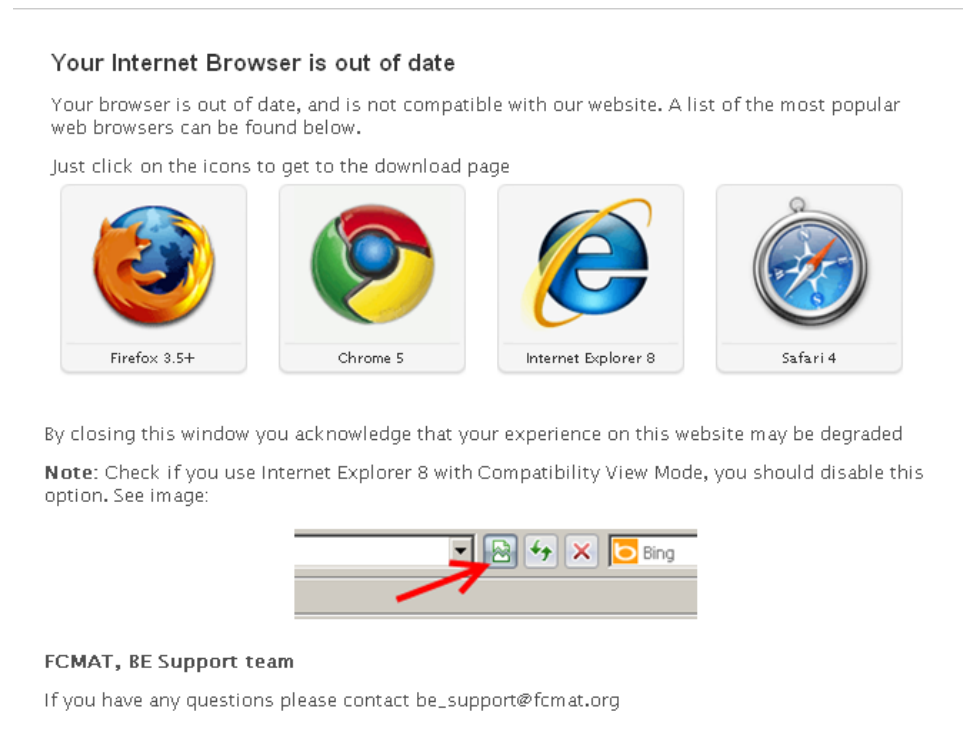 Your Internet Browser is out of date
Your browser is out of date, and is not compatible with our website. A list of the most popular
web browsers can be found below.
Just click on the icons to get to the download page
Firefox 3.5+
Chrome 5
Internet Explorer 8
Safari 4
By closing this window you acknowledge that your experience on this website may be degraded
Note: Check if you use Internet Explorer 8 with Compatibility View Mode, you should disable this
option. See image:
Bing
FCMAT, BE Support team
If you have any questions please contact be_support@fcmat.org